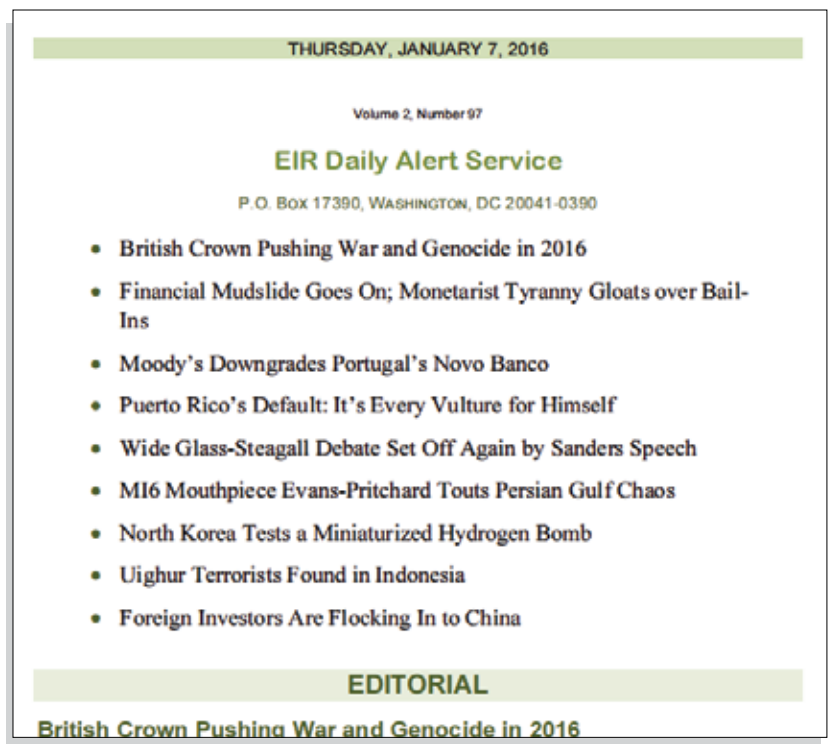 THURSDAY, JANUARY 7, 2016
Volume 2, Number 97
EIR Daily Alert Service
P.O. BOX 17390, WASHINGTON, DC 20041-0390
• British Crown Pushing War and Genocide in 2016
• Financial Mudslide Goes On; Monetarist Tyranny Gloats over Bail-
Ins
• Moody’s Downgrades Portugal’s Novo Banco
• Puerto Rico’s Default: It’s Every Vulture for Himself
• Wide Glass-Steagall Debate Set Off Again by Sanders Speech
• MI6 Mouthpiece Evans-Pritchard Touts Persian Gulf Chaos
• North Korea Tests a Miniaturized Hydrogen Bomb
• Uighur Terrorists Found in Indonesia
• Foreign Investors Are Flocking In to China
EDITORIAL
British Crown Pushing War and Genocide in 2016